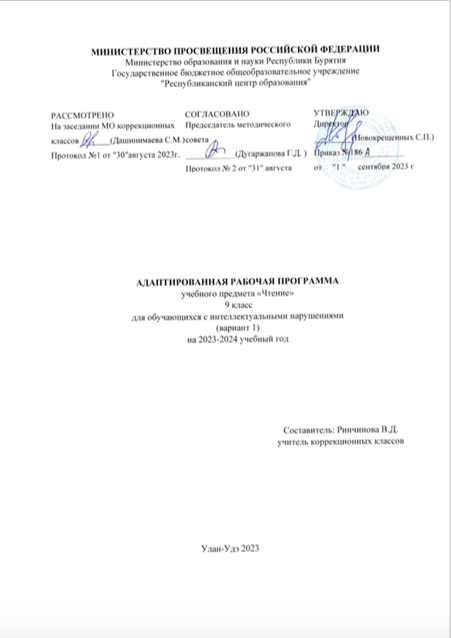 МИНИСТЕРСТВО ПРОСВЕЩЕНИЯ РОССИЙСКОЙ ФЕДЕРАЦИИ
Министерство образования и науки Республики Бурятия
Государственное бюджетное общеобразовательное учреждение
"Республиканский центр образования"
РАССМОТРЕНО
На заседании МО коррекционных
классов (Дашинимаева С.М.)
Протокол №1 от "30"августа 2023г.
СОГЛАСОВАНО
Председатель методического
совета
(Дугаржапова Г.Д. )
Протокол № 2 от "31" августа
УТВЕРЖДАЮ
Директор
(Новокрещенных С.П.)
Приказ №186 Д
от "1 " сентября 2023 г
АДАПТИРОВАННАЯ РАБОЧАЯ ПРОГРАММА
учебного предмета «Чтение»
9 класс
для обучающихся с интеллектуальными нарушениями
(вариант 1)
на 2023-2024 учебный год
Составитель: Ринчинова В.Д.
учитель коррекционных классов
Улан-Удэ 2023